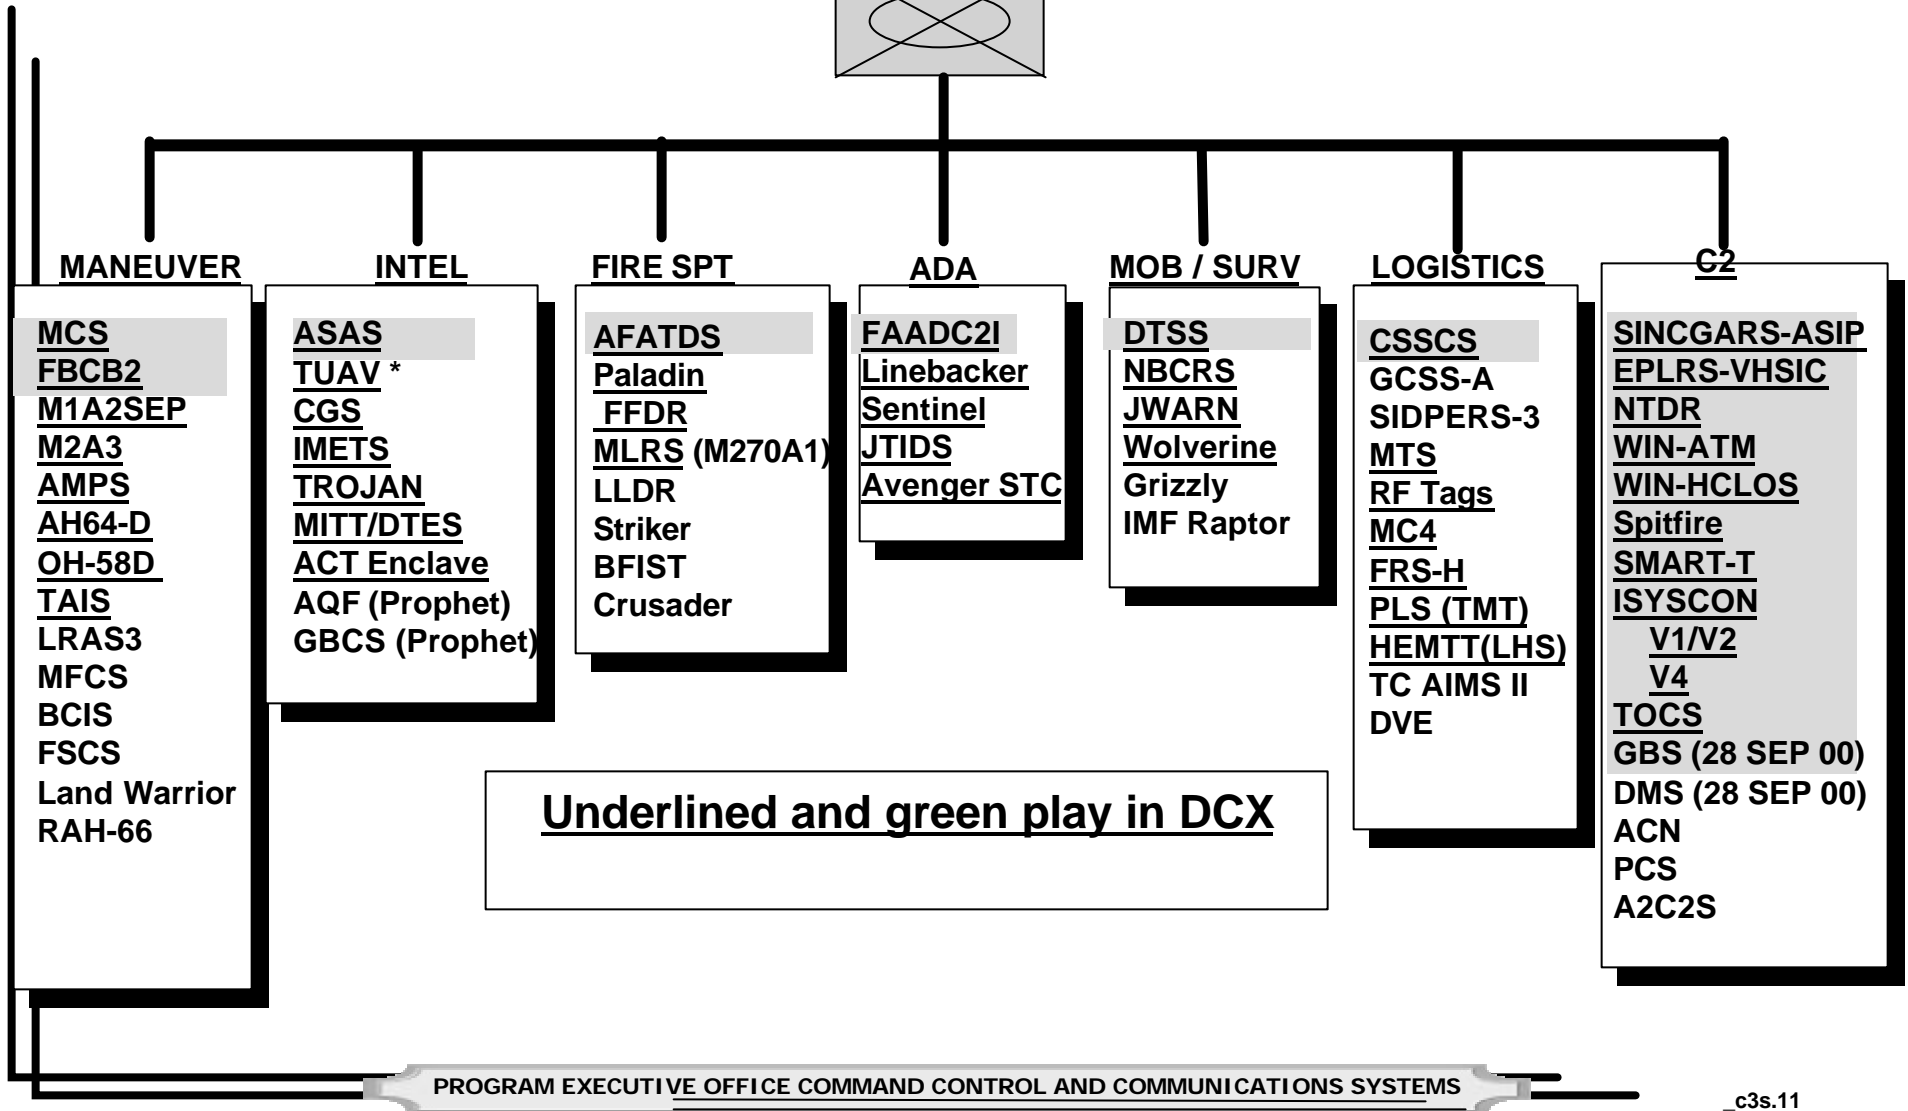 MANEUVER
MCS
FBCB2
M1A2SEP
M2A3
AMPS
AH64-D
OH-58D
TAIS
LRAS3
MFCS
BCIS
FSCS
Land Warrior
RAH-66
INTEL
ASAS
TUAV *
CGS
IMETS
TROJAN
MITT/DTES
ACT Enclave
AQF (Prophet)
GBCS (Prophet)
FIRE SPT
AFATDS
Paladin
FFDR
MLRS (M270A1)
LLDR
Striker
BFIST
Crusader
ADA
FAADC2I
Linebacker
Sentinel
JTIDS
Avenger STC
MOB / SURV
DTSS
NBCRS
JWARN
Wolverine
Grizzly
IMF Raptor
LOGISTICS
CSSCS
GCSS-A
SIDPERS-3
MTS
RF Tags
MC4
FRS-H
PLS (TMT)
HEMTT(LHS)
TC AIMS II
DVE
C2
SINCGARS-ASIP
EPLRS-VHSIC
NTDR
WIN-ATM
WIN-HCLOS
Spitfire
SMART-T
ISYSCON
V1/V2
V4
TOCS
GBS (28 SEP 00)
DMS (28 SEP 00)
ACN
PCS
A2C2S
Underlined and green play in DCX
PROGRAM EXECUTIVE OFFICE COMMAND CONTROL AND COMMUNICATIONS SYSTEMS
_c3s.11